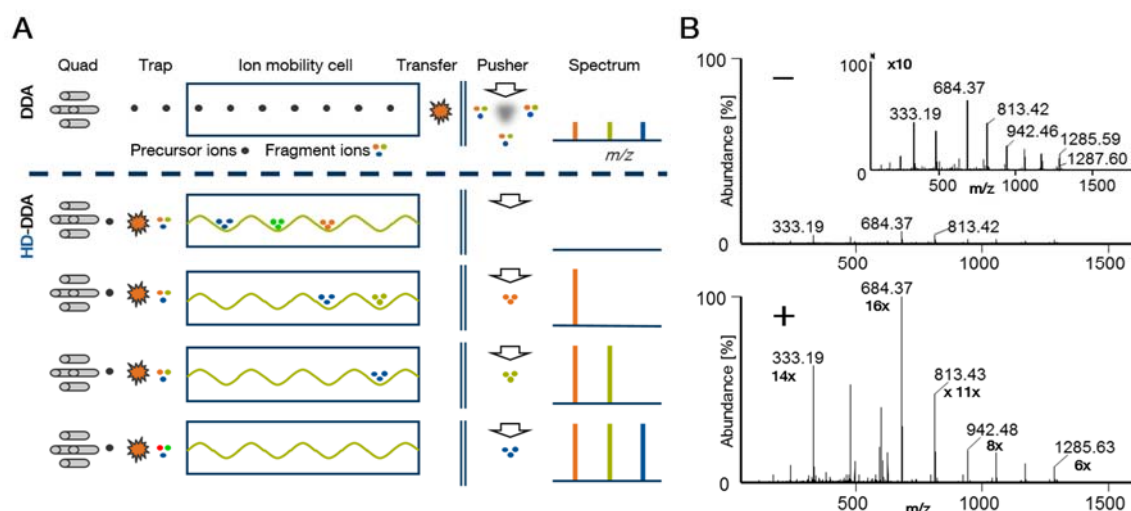 A
Quad Trap Ion mobility cell Transfer Pusher Spectrum
DDA
Precursor ions Fragment ions m/z
HD-DDA
B
100
Abundance [%]
0
−
100
x10
684.37
333.19
813.42
942.46
1285.59
1287.60
0
500 1000 1500
m/z
333.19 684.37 813.42
500 1000 1500
100
Abundance [%]
0
+
684.37
16x
333.19
14x
813.43
x 11x
942.48
8x
1285.63
6x
500 1000 1500
m/z